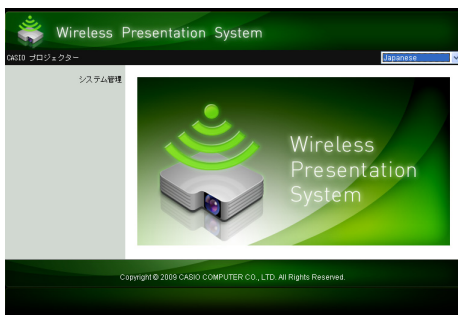 Wireless Presentation System
CASIO プロジェクター
Japanese
システム管理
Wireless
Presentation
System
Copyright © 2009 CASIO COMPUTER CO., LTD. All Rights Reserved.